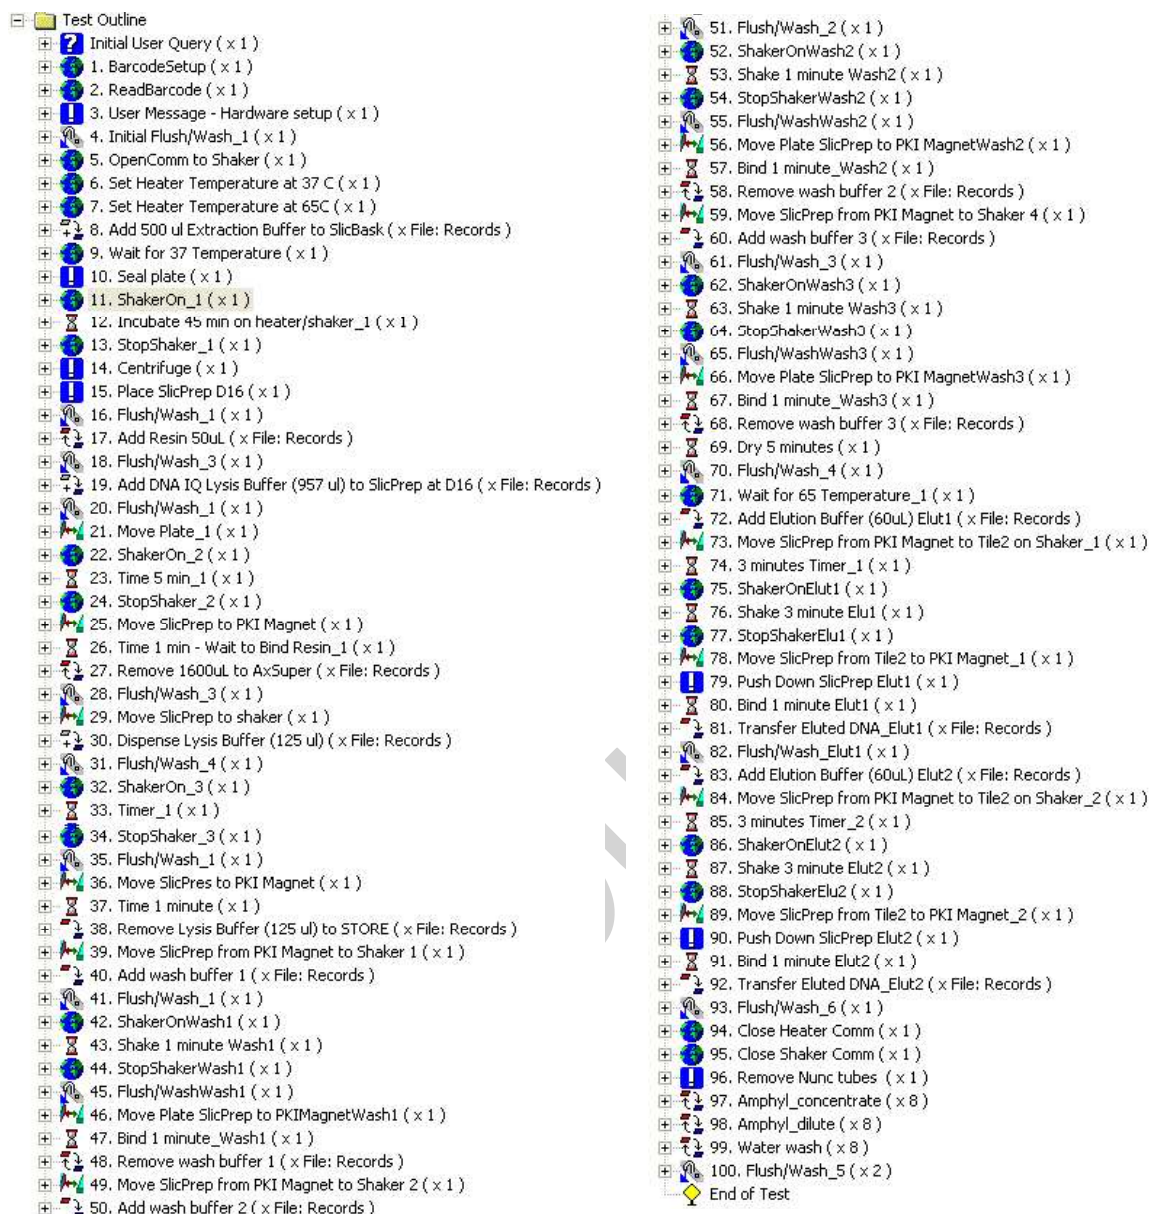 Test Outline
Initial User Query ( x 1 )
1. BarcodeSetup ( x 1 )
2. ReadBarcode ( x 1 )
3. User Message - Hardware setup ( x 1 )
4. Initial Flush/Wash_1 ( x 1 )
5. OpenComm to Shaker ( x 1 )
6. Set Heater Temperature at 37 C ( x 1 )
7. Set Heater Temperature at 65C ( x 1 )
8. Add 500 ul Extraction Buffer to SlicBask ( x File: Records )
9. Wait for 37 Temperature ( x 1 )
10. Seal plate ( x 1 )
11. ShakerOn_1 ( x 1 )
12. Incubate 45 min on heater/shaker_1 ( x 1 )
13. StopShaker_1 ( x 1 )
14. Centrifuge ( x 1 )
15. Place SlicPrep D16 ( x 1 )
16. Flush/Wash_1 ( x 1 )
17. Add Resin 50uL ( x File: Records )
18. Flush/Wash_3 ( x 1 )
19. Add DNA IQ Lysis Buffer (957 ul) to SlicPrep at D16 ( x File: Records )
20. Flush/Wash_1 ( x 1 )
21. Move Plate_1 ( x 1 )
22. ShakerOn_2 ( x 1 )
23. Time 5 min_1 ( x 1 )
24. StopShaker_2 ( x 1 )
25. Move SlicPrep to PKI Magnet ( x 1 )
26. Time 1 min - Wait to Bind Resin_1 ( x 1 )
27. Remove 1600uL to AxSuper ( x File: Records )
28. Flush/Wash_3 ( x 1 )
29. Move SlicPrep to shaker ( x 1 )
30. Dispense Lysis Buffer (125 ul) ( x File: Records )
31. Flush/Wash_4 ( x 1 )
32. ShakerOn_3 ( x 1 )
33. Timer_1 ( x 1 )
34. StopShaker_3 ( x 1 )
35. Flush/Wash_1 ( x 1 )
36. Move SlicPres to PKI Magnet ( x 1 )
37. Time 1 minute ( x 1 )
38. Remove Lysis Buffer (125 ul) to STORE ( x File: Records )
39. Move SlicPrep from PKI Magnet to Shaker 1 ( x 1 )
40. Add wash buffer 1 ( x File: Records )
41. Flush/Wash_1 ( x 1 )
42. ShakerOnWash1 ( x 1 )
43. Shake 1 minute Wash1 ( x 1 )
44. StopShakerWash1 ( x 1 )
45. Flush/WashWash1 ( x 1 )
46. Move Plate SlicPrep to PKIMagnetWash1 ( x 1 )
47. Bind 1 minute_Wash1 ( x 1 )
48. Remove wash buffer 1 ( x File: Records )
49. Move SlicPrep from PKI Magnet to Shaker 2 ( x 1 )
50. Add wash buffer 2 ( x File: Records )
51. Flush/Wash_2 ( x 1 )
52. ShakerOnWash2 ( x 1 )
53. Shake 1 minute Wash2 ( x 1 )
54. StopShakerWash2 ( x 1 )
55. Flush/WashWash2 ( x 1 )
56. Move Plate SlicPrep to PKI MagnetWash2 ( x 1 )
57. Bind 1 minute_Wash2 ( x 1 )
58. Remove wash buffer 2 ( x File: Records )
59. Move SlicPrep from PKI Magnet to Shaker 4 ( x 1 )
60. Add wash buffer 3 ( x File: Records )
61. Flush/Wash_3 ( x 1 )
62. ShakerOnWash3 ( x 1 )
63. Shake 1 minute Wash3 ( x 1 )
64. StopShakerWash3 ( x 1 )
65. Flush/WashWash3 ( x 1 )
66. Move Plate SlicPrep to PKI MagnetWash3 ( x 1 )
67. Bind 1 minute_Wash3 ( x 1 )
68. Remove wash buffer 3 ( x File: Records )
69. Dry 5 minutes ( x 1 )
70. Flush/Wash_4 ( x 1 )
71. Wait for 65 Temperature_1 ( x 1 )
72. Add Elution Buffer (60uL) Elut1 ( x File: Records )
73. Move SlicPrep from PKI Magnet to Tile2 on Shaker_1 ( x 1 )
74. 3 minutes Timer_1 ( x 1 )
75. ShakerOnElut1 ( x 1 )
76. Shake 3 minute Elu1 ( x 1 )
77. StopShakerElu1 ( x 1 )
78. Move SlicPrep from Tile2 to PKI Magnet_1 ( x 1 )
79. Push Down SlicPrep Elut1 ( x 1 )
80. Bind 1 minute Elut1 ( x 1 )
81. Transfer Eluted DNA_Elut1 ( x File: Records )
82. Flush/Wash_Elut1 ( x 1 )
83. Add Elution Buffer (60uL) Elut2 ( x File: Records )
84. Move SlicPrep from PKI Magnet to Tile2 on Shaker_2 ( x 1 )
85. 3 minutes Timer_2 ( x 1 )
86. ShakerOnElut2 ( x 1 )
87. Shake 3 minute Elut2 ( x 1 )
88. StopShakerElu2 ( x 1 )
89. Move SlicPrep from Tile2 to PKI Magnet_2 ( x 1 )
90. Push Down SlicPrep Elut2 ( x 1 )
91. Bind 1 minute Elut2 ( x 1 )
92. Transfer Eluted DNA_Elut2 ( x File: Records )
93. Flush/Wash_6 ( x 1 )
94. Close Heater Comm ( x 1 )
95. Close Shaker Comm ( x 1 )
96. Remove Nunc tubes ( x 1 )
97. Amphyl_concentrate ( x 8 )
98. Amphyl_dilute ( x 8 )
99. Water wash ( x 8 )
100. Flush/Wash_5 ( x 2 )
End of Test